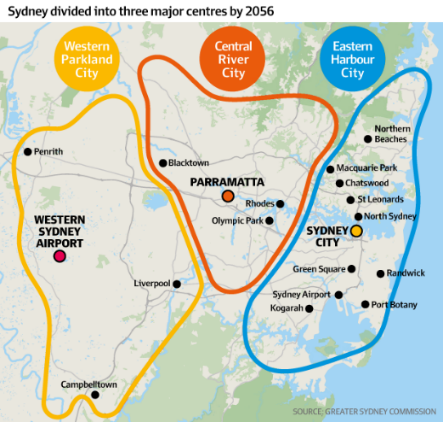 Sydney divided into three major centres by 2056
Western
Parkland
City
Central
River
City
Eastern
Harbour
City
Northern
Beaches
Penrith
Blacktown
Macquarie Park
PARRAMATTA
Chatswood
St Leonards
Rhodes
North Sydney
Olympic Park
SYDNEY
CITY
WESTERN
SYDNEY
AIRPORT
Green Square
Randwick
Liverpool
Sydney Airport
Port Botany
Kogarah
Campbelltown
SOURCE: GREATER SYDNEY COMMISSION